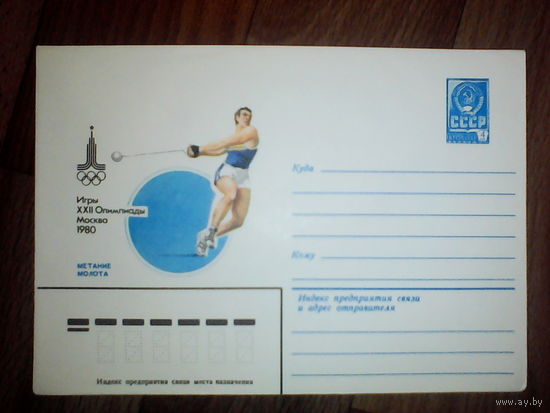 Игры
XXII Олимпиады
Москва
1980
МЕТАНИЕ
МОЛОТА
СССР
4
Куда
Кому
Индекс предприятия связи
и адрес отправителя
Индекс предприятия связи места назначения
www.ay.by